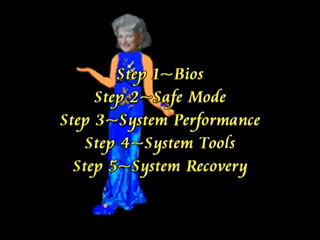 Step 1~Bios
Step 2~Safe Mode
Step 3~System Performance
Step 4~System Tools
Step 5~System Recovery